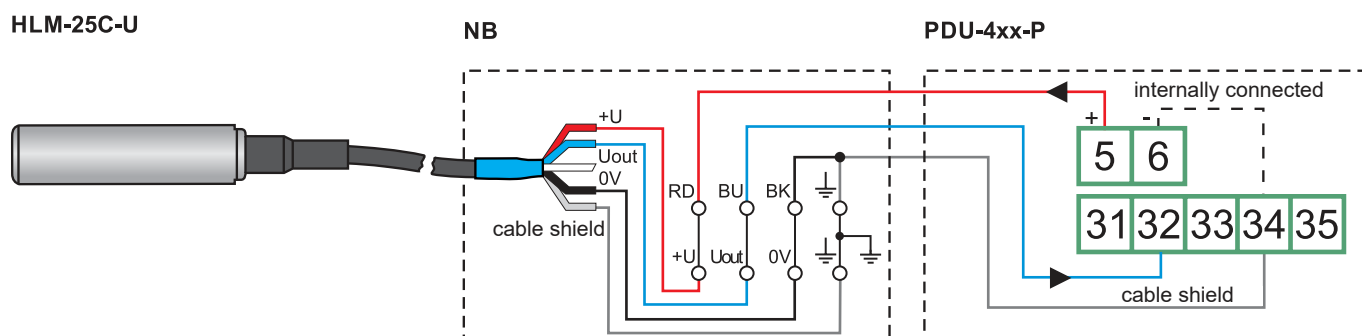 HLM-25C-U
NB
PDU-4xx-P
internally connected
+ -
5 6
+U
Uout
0V
cable shield
RD BU BK
+U Uout 0V
31 32 33 34 35
cable shield